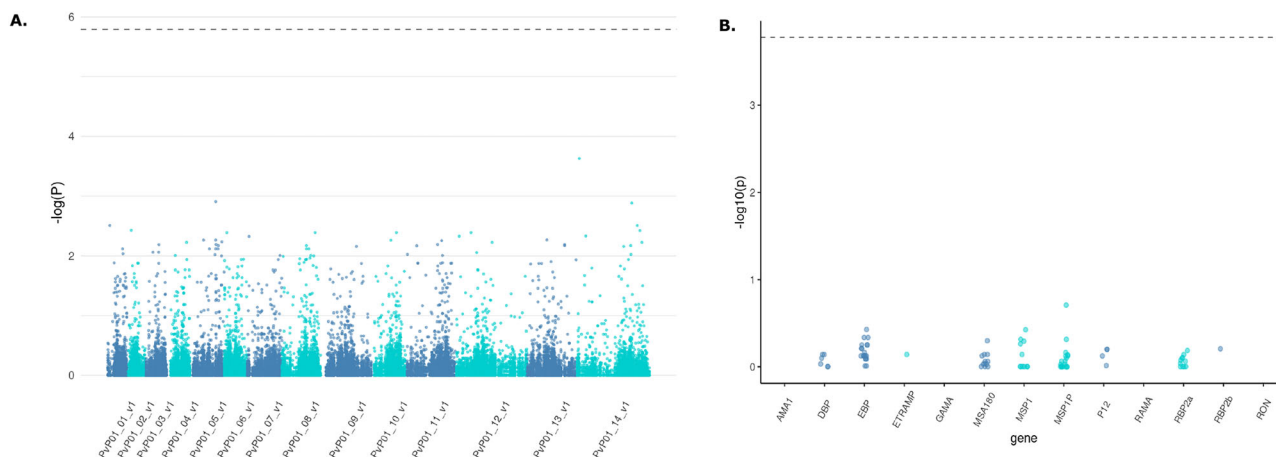 A.
6
4
2
0
-log(P)
PvP01_01_v1
PvP01_02_v1
PvP01_03_v1
PvP01_04_v1
PvP01_05_v1
PvP01_06_v1
PvP01_07_v1
PvP01_08_v1
PvP01_09_v1
PvP01_10_v1
PvP01_11_v1
PvP01_12_v1
PvP01_13_v1
PvP01_14_v1
B.
3
2
1
0
-log10(p)
AMA1
DBP
EBP
ETRAMP
GAMA
MSA180
MSP1
MSP1P
P12
RAMA
RBP2a
RBP2b
RON
gene